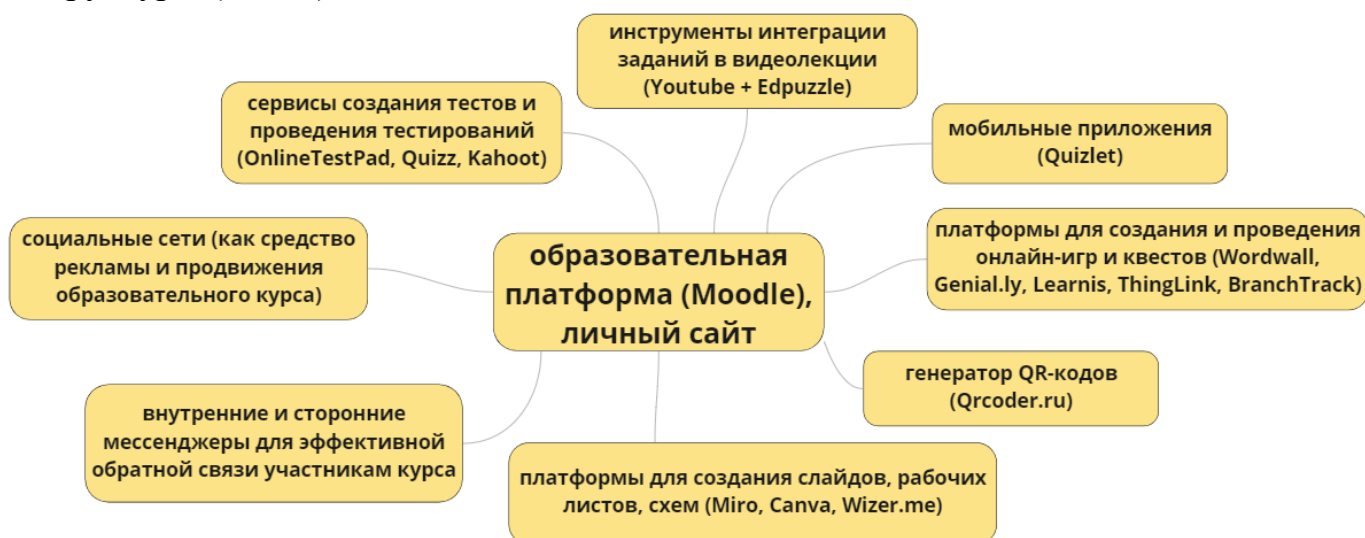 инструменты интеграции
заданий в видеолекции
(Youtube + Edpuzzle)
сервисы создания тестов и
проведения тестирований
(OnlineTestPad, Quizz, Kahoot)
мобильные приложения
(Quizlet)
социальные сети (как средство
рекламы и продвижения
образовательного курса)
образовательная
платформа (Moodle),
личный сайт
платформы для создания и проведения
онлайн-игр и квестов (Wordwall,
Genial.ly, Learnis, ThingLink, BranchTrack)
генератор QR-кодов
(Qrcoder.ru)
внутренние и сторонние
мессенджеры для эффективной
обратной связи участникам курса
платформы для создания слайдов, рабочих
листов, схем (Miro, Canva, Wizer.me)